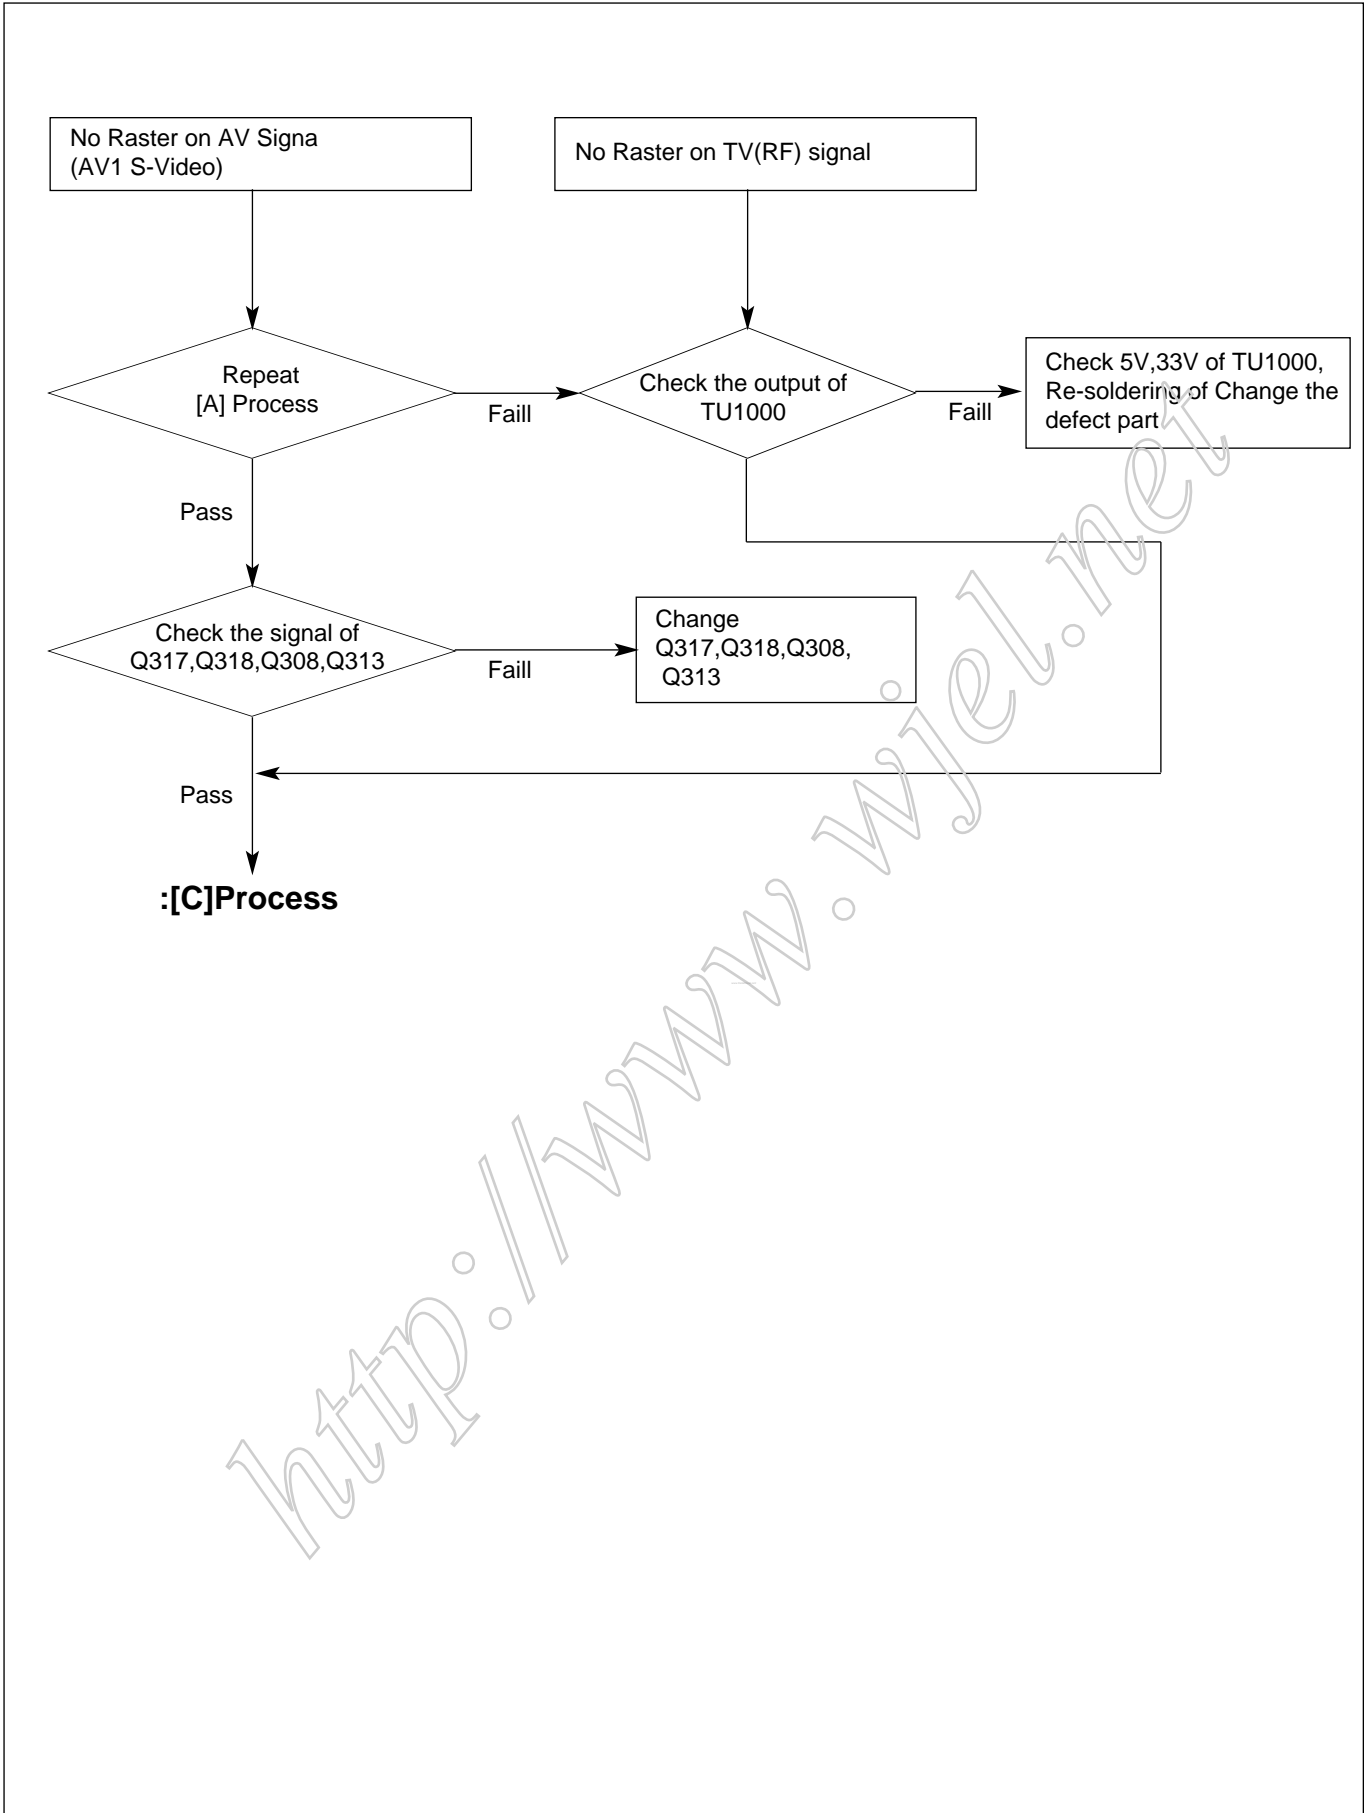 No Raster on AV Signa
(AV1 S-Video)
No Raster on TV(RF) signal
Repeat
[A] Process
Faill
Check the output of
TU1000
Faill
Check 5V,33V of TU1000,
Re-soldering of Change the
defect part
Pass
Check the signal of
Q317,Q318,Q308,Q313
Faill
Change
Q317,Q318,Q308,
Q313
Pass
:[C]Process
http://www.wjel.net